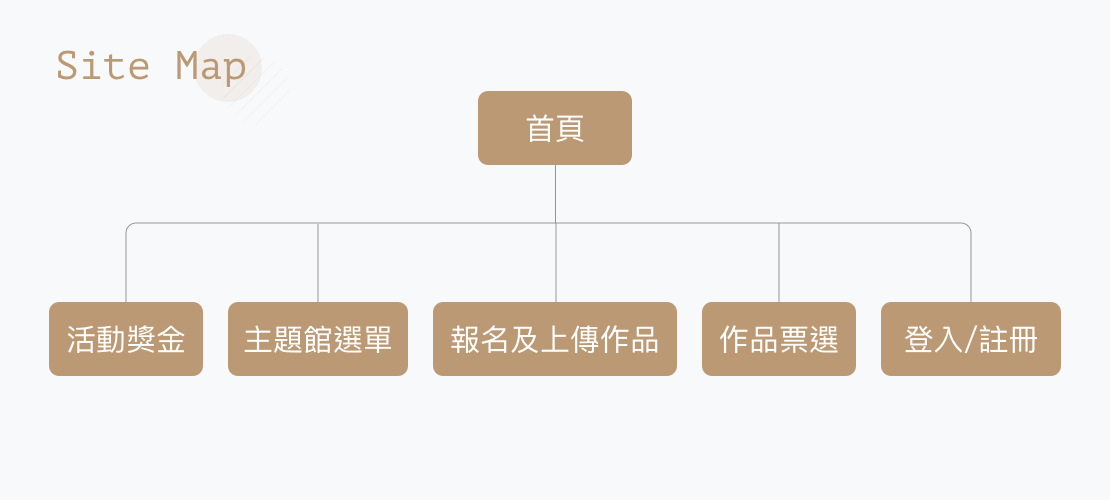 Site Map
首頁
活動獎金
主題館選單
報名及上傳作品
作品票選
登入/註冊